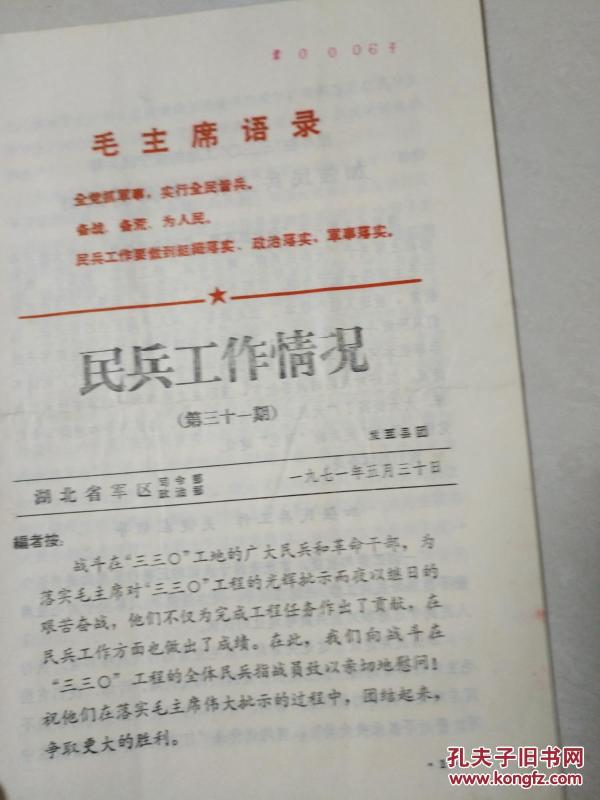 0006
毛主席语录
全党抓军事,实行全民皆兵。
备战、备荒、为人民。
民兵工作要做到组织落实、政治落实、军事落实。
民兵工作情况
(第三十一期)
发至县团
湖北省军区司令部政治部 一九七一年三月三十日
編者按:
战斗在“三三〇”工地的广大民兵和革命干部,为
落实毛主席对“三三〇”工程的光辉批示而夜以继日的
艰苦奋战,他们不仅为完成工程任务作出了贡献,在
民兵工作方面也做出了成绩。在此,我们向战斗在
“三三〇”工程的全体民兵指战员致以亲切地慰问!
祝他们在落实毛主席伟大批示的过程中,团结起来,
争取更大的胜利。
孔夫子旧书网
www.kongfz.com